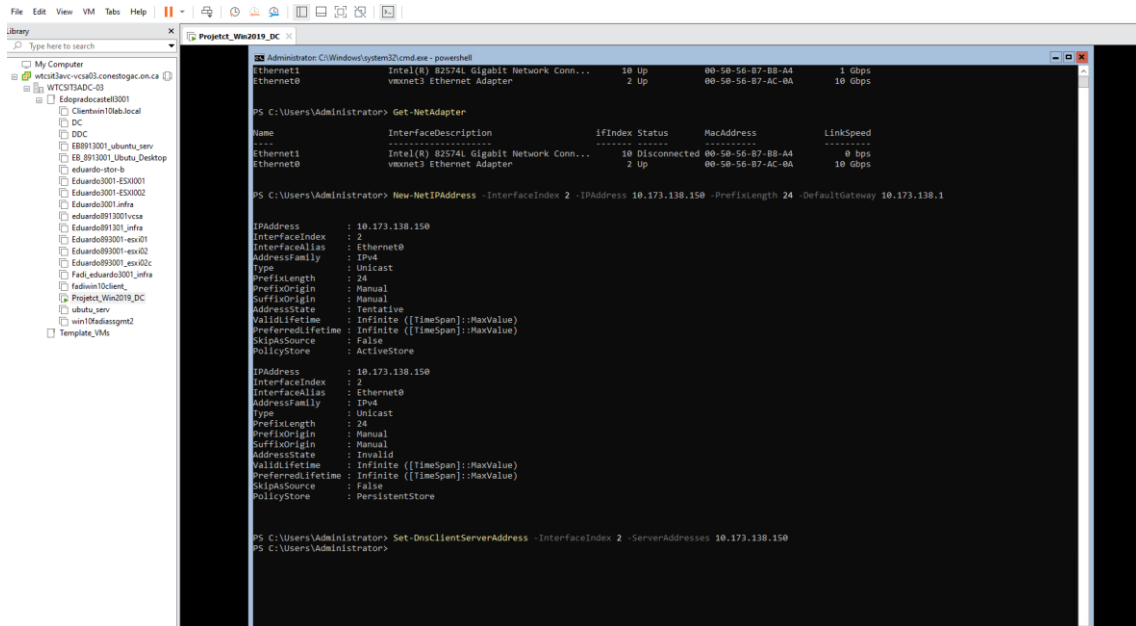 File Edit View VM Tabs Help
Library
Type here to search
My Computer
wtcsit3avc-vcsa03.conestogac.on.ca
WTCSIT3ADC-03
Edopradocastell3001
Clientwin10lab.local
DC
DDC
EB8913001_ubuntu_serv
EB_8913001_Ubutu_Desktop
eduardo-stor-b
Eduardo3001-ESXI001
Eduardo3001-ESXI002
Eduardo3001.infra
eduardo8913001vcsa
Eduardo891301_infra
Eduardo893001-esxi01
Eduardo893001-esxi02
Eduardo893001_esxi02c
Fadi_eduardo3001_infra
fadiwin10client_
Projetct_Win2019_DC
ubutu_serv
win10fadiassgmt2
Template_VMs
Projetct_Win2019_DC
Administrator: C:\Windows\system32\cmd.exe - powershell
Ethernet1 Intel(R) 82574L Gigabit Network Conn... 10 Up 00-50-56-87-B8-A4 1 Gbps
Ethernet0 vmxnet3 Ethernet Adapter 2 Up 00-50-56-87-AC-0A 10 Gbps
PS C:\Users\Administrator> Get-NetAdapter
Name InterfaceDescription ifIndex Status MacAddress LinkSpeed
---- -------------------- ------- ------ ---------- ---------
Ethernet1 Intel(R) 82574L Gigabit Network Conn... 10 Disconnected 00-50-56-87-B8-A4 0 bps
Ethernet0 vmxnet3 Ethernet Adapter 2 Up 00-50-56-87-AC-0A 10 Gbps
PS C:\Users\Administrator> New-NetIPAddress -InterfaceIndex 2 -IPAddress 10.173.138.150 -PrefixLength 24 -DefaultGateway 10.173.138.1
IPAddress : 10.173.138.150
InterfaceIndex : 2
InterfaceAlias : Ethernet0
AddressFamily : IPv4
Type : Unicast
PrefixLength : 24
PrefixOrigin : Manual
SuffixOrigin : Manual
AddressState : Tentative
ValidLifetime : Infinite ([TimeSpan]::MaxValue)
PreferredLifetime : Infinite ([TimeSpan]::MaxValue)
SkipAsSource : False
PolicyStore : ActiveStore
IPAddress : 10.173.138.150
InterfaceIndex : 2
InterfaceAlias : Ethernet0
AddressFamily : IPv4
Type : Unicast
PrefixLength : 24
PrefixOrigin : Manual
SuffixOrigin : Manual
AddressState : Invalid
ValidLifetime : Infinite ([TimeSpan]::MaxValue)
PreferredLifetime : Infinite ([TimeSpan]::MaxValue)
SkipAsSource : False
PolicyStore : PersistentStore
PS C:\Users\Administrator> Set-DnsClientServerAddress -InterfaceIndex 2 -ServerAddresses 10.173.138.150
PS C:\Users\Administrator>